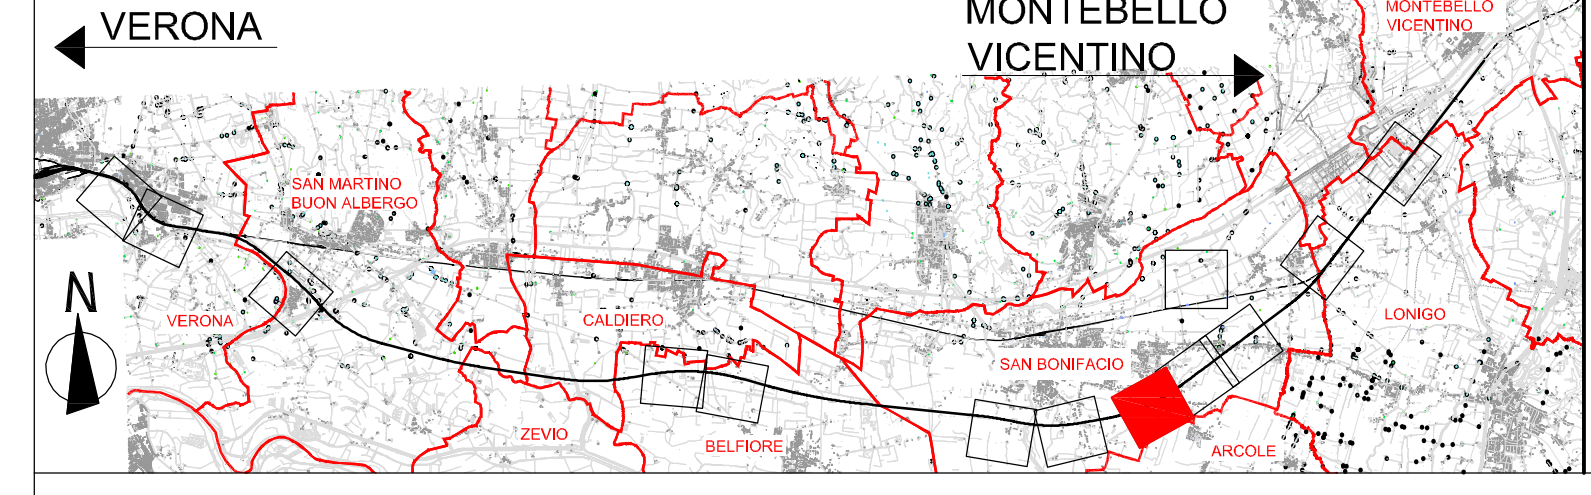 VERONA
MONTEBELLO
VICENTINO
MONTEBELLO
VICENTINO
SAN MARTINO
BUON ALBERGO
N
VERONA
CALDIERO
LONIGO
SAN BONIFACIO
ZEVIO
BELFIORE
ARCOLE